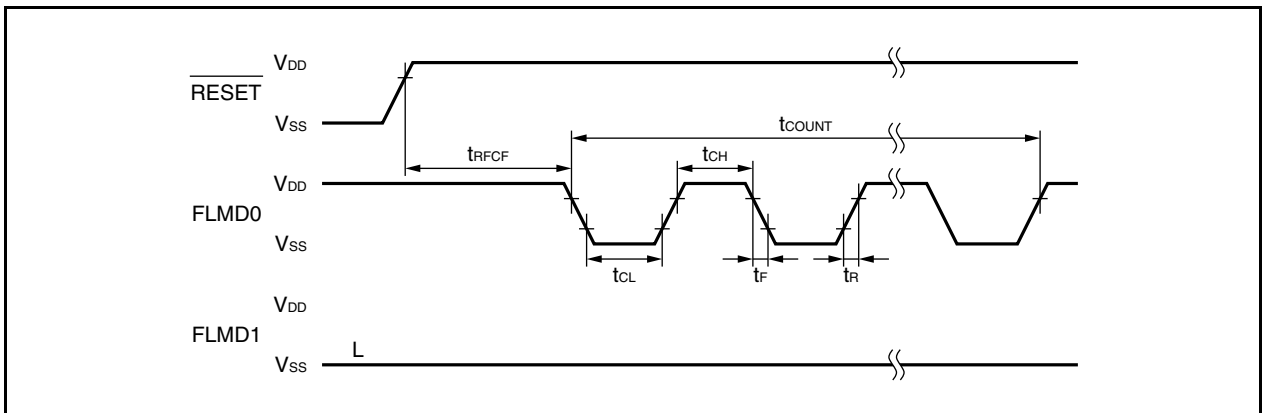 VDD
RESET
VSS
tCOUNT
tRFCF
tCH
VDD
FLMD0
VSS
tCL
tF
tR
VDD
FLMD1
L
VSS